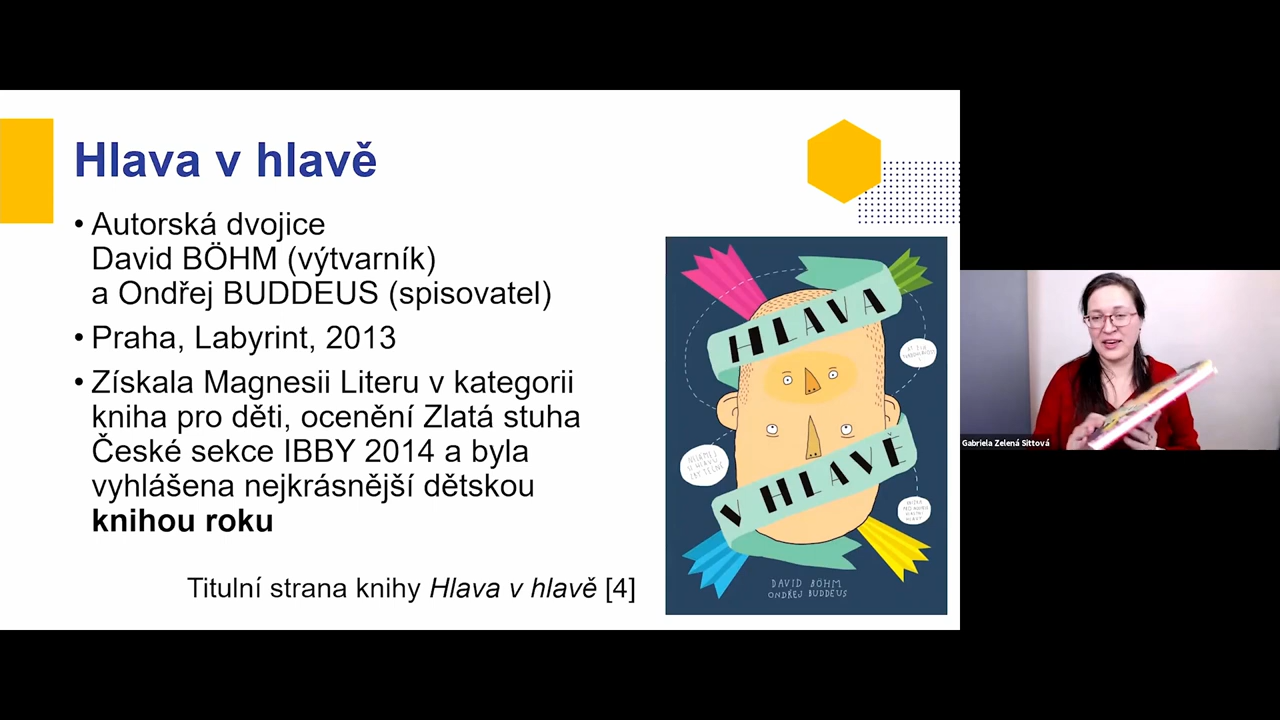 Hlava v hlavě
• Autorská dvojice
David BÖHM (výtvarník)
a Ondřej BUDDEUS (spisovatel)
• Praha, Labyrint, 2013
• Získala Magnesii Literu v kategorii
kniha pro děti, ocenění Zlatá stuha
České sekce IBBY 2014 a byla
vyhlášena nejkrásnější dětskou
knihou roku
Titulní strana knihy Hlava v hlavě [4]
HLAVA
V HLAVĚ
DAVID BÖHM
ONDŘEJ BUDDEUS
Gabriela Zelená Sittová